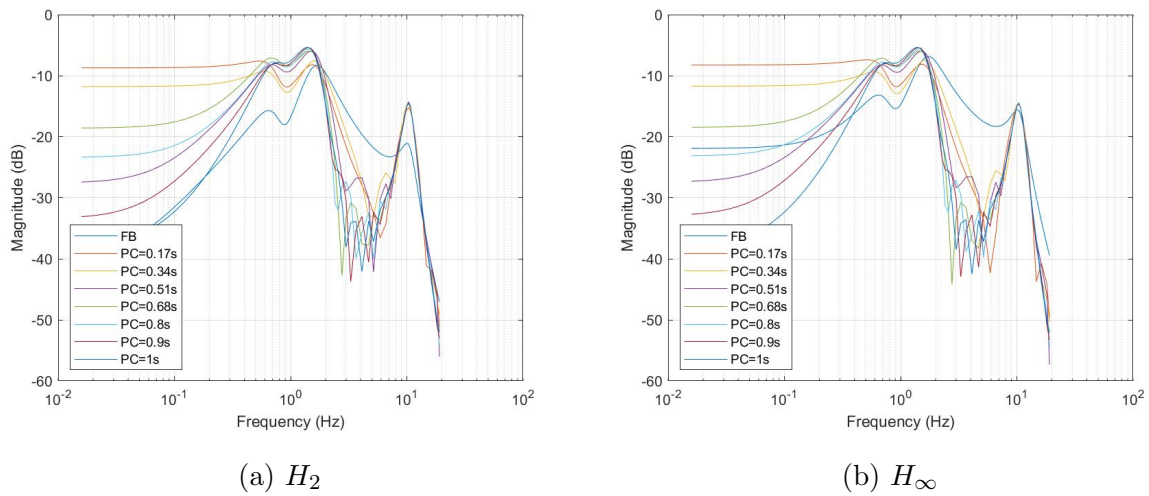 0
-10
-20
-30
-40
-50
-60
Magnitude (dB)
FB
PC=0.17s
PC=0.34s
PC=0.51s
PC=0.68s
PC=0.8s
PC=0.9s
PC=1s
10^-2
10^-1
10^0
10^1
10^2
Frequency (Hz)
(a) H_2
0
-10
-20
-30
-40
-50
-60
Magnitude (dB)
FB
PC=0.17s
PC=0.34s
PC=0.51s
PC=0.68s
PC=0.8s
PC=0.9s
PC=1s
10^-2
10^-1
10^0
10^1
10^2
Frequency (Hz)
(b) H_∞